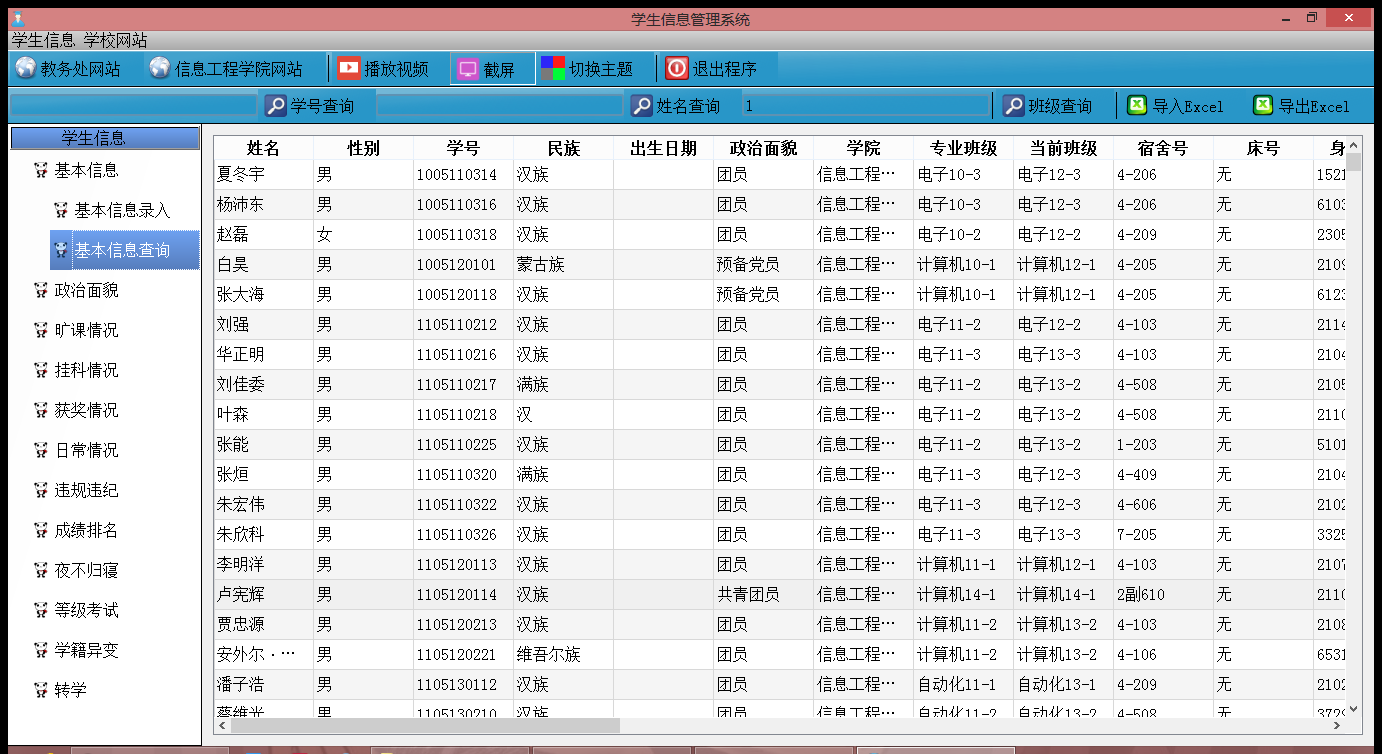 学生信息管理系统
学生信息 学校网站
教务处网站 信息工程学院网站 播放视频 截屏 切换主题 退出程序
学号查询 姓名查询 1 班级查询 导入Excel 导出Excel
学生信息
基本信息
基本信息录入
基本信息查询
政治面貌
旷课情况
挂科情况
获奖情况
日常情况
违规违纪
成绩排名
夜不归寝
等级考试
学籍异变
转学
姓名 性别 学号 民族 出生日期 政治面貌 学院 专业班级 当前班级 宿舍号 床号 身
夏冬宇 男 1005110314 汉族 团员 信息工程… 电子10-3 电子12-3 4-206 无 1521
杨沛东 男 1005110316 汉族 团员 信息工程… 电子10-3 电子12-3 4-206 无 6103
赵磊 女 1005110318 汉族 团员 信息工程… 电子10-2 电子12-2 4-209 无 2305
白昊 男 1005120101 蒙古族 预备党员 信息工程… 计算机10-1 计算机12-1 4-205 无 2109
张大海 男 1005120118 汉族 预备党员 信息工程… 计算机10-1 计算机12-1 4-205 无 6123
刘强 男 1105110212 汉族 团员 信息工程… 电子11-2 电子12-2 4-103 无 2114
华正明 男 1105110216 汉族 团员 信息工程… 电子11-3 电子13-3 4-103 无 2104
刘佳委 男 1105110217 满族 团员 信息工程… 电子11-2 电子13-2 4-508 无 2105
叶森 男 1105110218 汉 团员 信息工程… 电子11-2 电子13-2 4-508 无 2110
张能 男 1105110225 汉族 团员 信息工程… 电子11-2 电子13-2 1-203 无 5101
张烜 男 1105110320 满族 团员 信息工程… 电子11-3 电子12-3 4-409 无 2104
朱宏伟 男 1105110322 汉族 团员 信息工程… 电子11-3 电子12-3 4-606 无 2102
朱欣科 男 1105110326 汉族 团员 信息工程… 电子11-3 电子13-3 7-205 无 3325
李明洋 男 1105120113 汉族 团员 信息工程… 计算机11-1 计算机12-1 4-103 无 2107
卢宪辉 男 1105120114 汉族 共青团员 信息工程… 计算机14-1 计算机14-1 2副610 无 2110
贾忠源 男 1105120213 汉族 团员 信息工程… 计算机11-2 计算机13-2 4-103 无 2108
安外尔·… 男 1105120221 维吾尔族 团员 信息工程… 计算机11-2 计算机13-2 4-106 无 6531
潘子浩 男 1105130112 汉族 团员 信息工程… 自动化11-1 自动化13-1 4-209 无 2102
蔡维光 男 1105130210 汉族 团员 信息工程… 自动化11-2 自动化13-2 4-508 无 3729